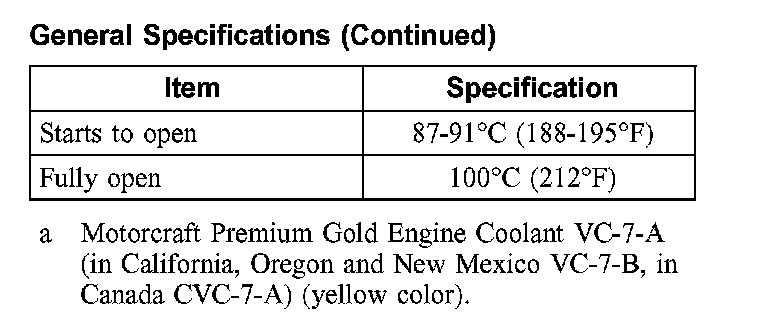 General Specifications (Continued)
Item Specification
Starts to open 87-91°C (188-195°F)
Fully open 100°C (212°F)
a Motorcraft Premium Gold Engine Coolant VC-7-A
(in California, Oregon and New Mexico VC-7-B, in
Canada CVC-7-A) (yellow color).